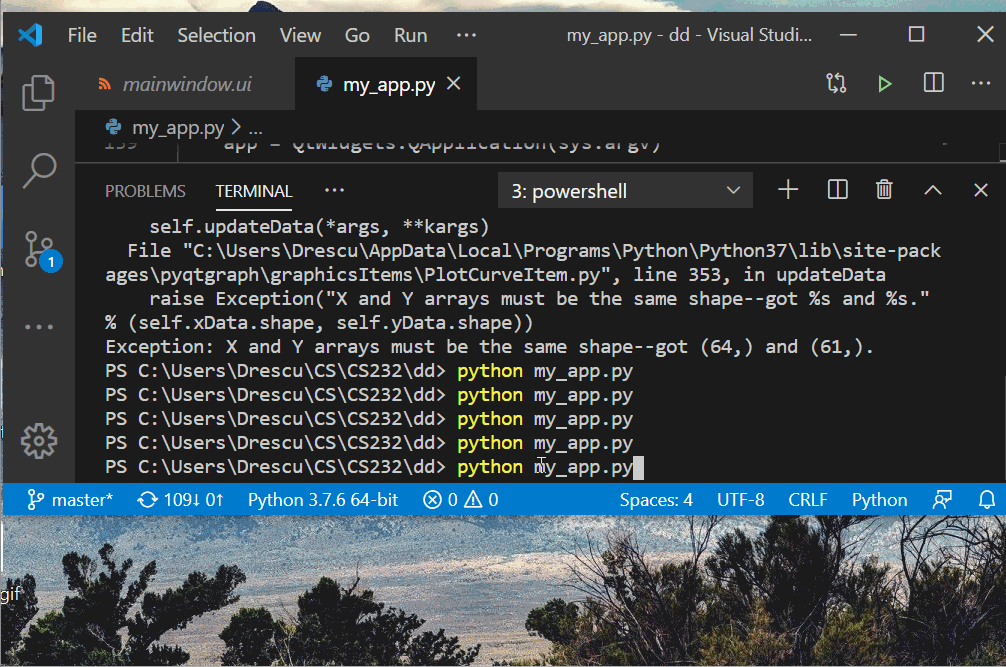 File Edit Selection View Go Run ··· my_app.py - dd - Visual Studi...
mainwindow.ui my_app.py
my_app.py > ...
139 app = QtWidgets.QApplication(sys.argv)
PROBLEMS TERMINAL ··· 3: powershell
self.updateData(*args, **kargs)
File "C:\Users\Drescu\AppData\Local\Programs\Python\Python37\lib\site-pack
ages\pyqtgraph\graphicsItems\PlotCurveItem.py", line 353, in updateData
raise Exception("X and Y arrays must be the same shape--got %s and %s."
% (self.xData.shape, self.yData.shape))
Exception: X and Y arrays must be the same shape--got (64,) and (61,).
PS C:\Users\Drescu\CS\CS232\dd> python my_app.py
PS C:\Users\Drescu\CS\CS232\dd> python my_app.py
PS C:\Users\Drescu\CS\CS232\dd> python my_app.py
PS C:\Users\Drescu\CS\CS232\dd> python my_app.py
PS C:\Users\Drescu\CS\CS232\dd> python my_app.py
1
master* 109↓ 0↑ Python 3.7.6 64-bit 0 0 Spaces: 4 UTF-8 CRLF Python
gif